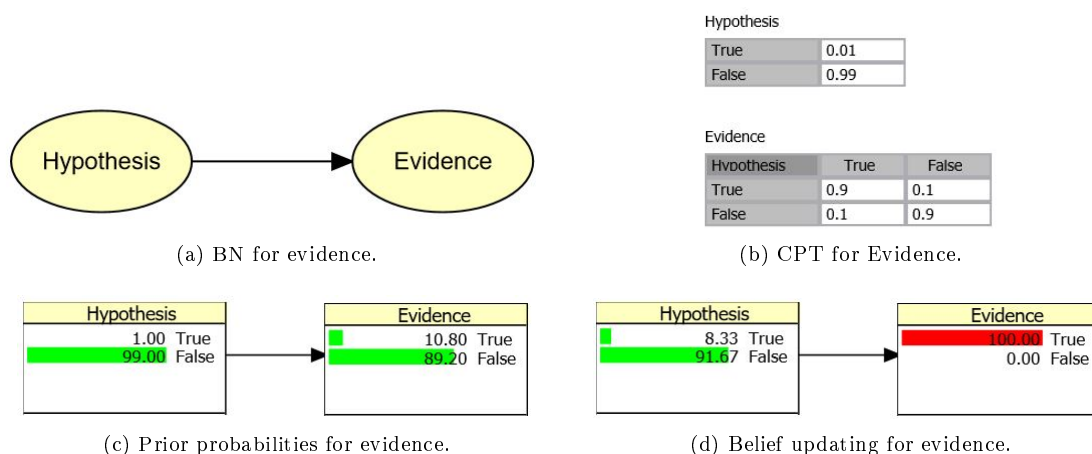 Hypothesis
Evidence
(a) BN for evidence.
Hypothesis
True 0.01
False 0.99
Evidence
Hypothesis True False
True 0.9 0.1
False 0.1 0.9
(b) CPT for Evidence.
Hypothesis
1.00 True
99.00 False
Evidence
10.80 True
89.20 False
(c) Prior probabilities for evidence.
Hypothesis
8.33 True
91.67 False
Evidence
100.00 True
0.00 False
(d) Belief updating for evidence.